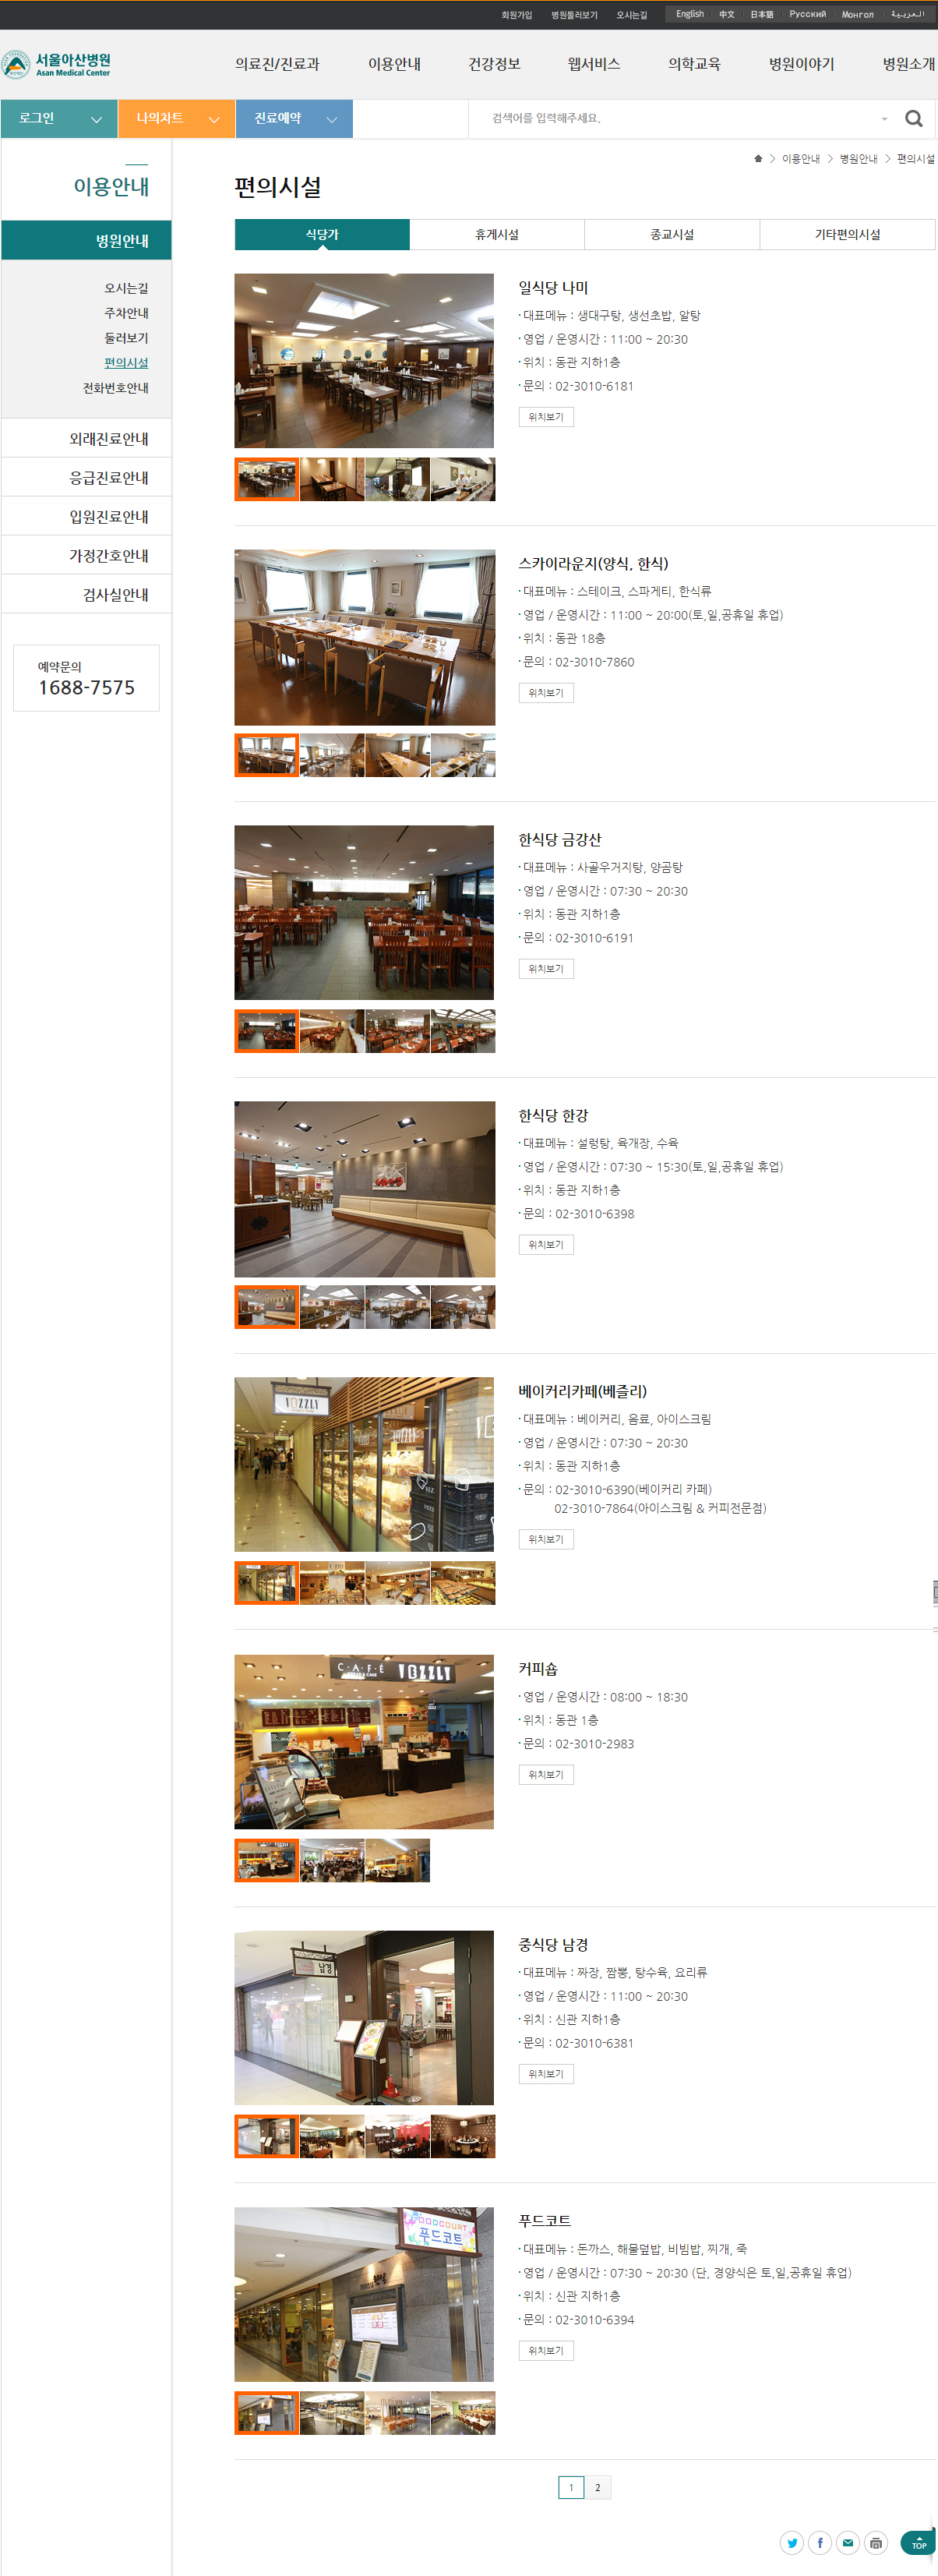 회원가입 병원둘러보기 오시는길 English 中文 日本語 Русский Монгол العربية
서울아산병원
Asan Medical Center
의료진/진료과 이용안내 건강정보 웹서비스 의학교육 병원이야기 병원소개
로그인 나의차트 진료예약 검색어를 입력해주세요.
이용안내 병원안내 편의시설
이용안내
병원안내
오시는길
주차안내
둘러보기
편의시설
전화번호안내
외래진료안내
응급진료안내
입원진료안내
가정간호안내
검사실안내
예약문의
1688-7575
편의시설
식당가 휴게시설 종교시설 기타편의시설
일식당 나미
대표메뉴 : 생대구탕, 생선초밥, 알탕
영업 / 운영시간 : 11:00 ~ 20:30
위치 : 동관 지하1층
문의 : 02-3010-6181
위치보기
스카이라운지(양식, 한식)
대표메뉴 : 스테이크, 스파게티, 한식류
영업 / 운영시간 : 11:00 ~ 20:00(토,일,공휴일 휴업)
위치 : 동관 18층
문의 : 02-3010-7860
위치보기
한식당 금강산
대표메뉴 : 사골우거지탕, 양곰탕
영업 / 운영시간 : 07:30 ~ 20:30
위치 : 동관 지하1층
문의 : 02-3010-6191
위치보기
한식당 한강
대표메뉴 : 설렁탕, 육개장, 수육
영업 / 운영시간 : 07:30 ~ 15:30(토,일,공휴일 휴업)
위치 : 동관 지하1층
문의 : 02-3010-6398
위치보기
VEZZLY
베이커리카페(베즐리)
대표메뉴 : 베이커리, 음료, 아이스크림
영업 / 운영시간 : 07:30 ~ 20:30
위치 : 동관 지하1층
문의 : 02-3010-6390(베이커리 카페)
02-3010-7864(아이스크림 & 커피전문점)
위치보기
CAFÉ VEZZLY
커피숍
영업 / 운영시간 : 08:00 ~ 18:30
위치 : 동관 1층
문의 : 02-3010-2983
위치보기
남경
중식당 남경
대표메뉴 : 짜장, 짬뽕, 탕수육, 요리류
영업 / 운영시간 : 11:00 ~ 20:30
위치 : 신관 지하1층
문의 : 02-3010-6381
위치보기
FOODCOURT
푸드코트
푸드코트
대표메뉴 : 돈까스, 해물덮밥, 비빔밥, 찌개, 죽
영업 / 운영시간 : 07:30 ~ 20:30 (단, 경양식은 토,일,공휴일 휴업)
위치 : 신관 지하1층
문의 : 02-3010-6394
위치보기
1 2
TOP